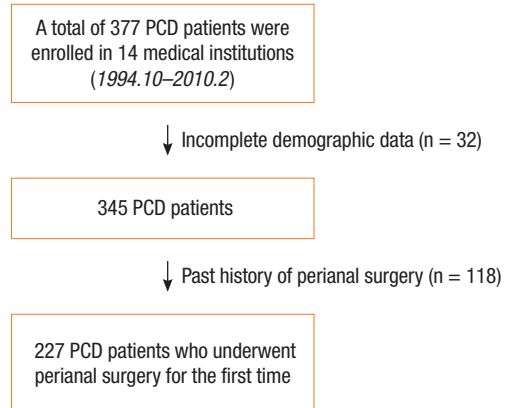 A total of 377 PCD patients were
enrolled in 14 medical institutions
(1994.10–2010.2)
Incomplete demographic data (n = 32)
345 PCD patients
Past history of perianal surgery (n = 118)
227 PCD patients who underwent
perianal surgery for the first time